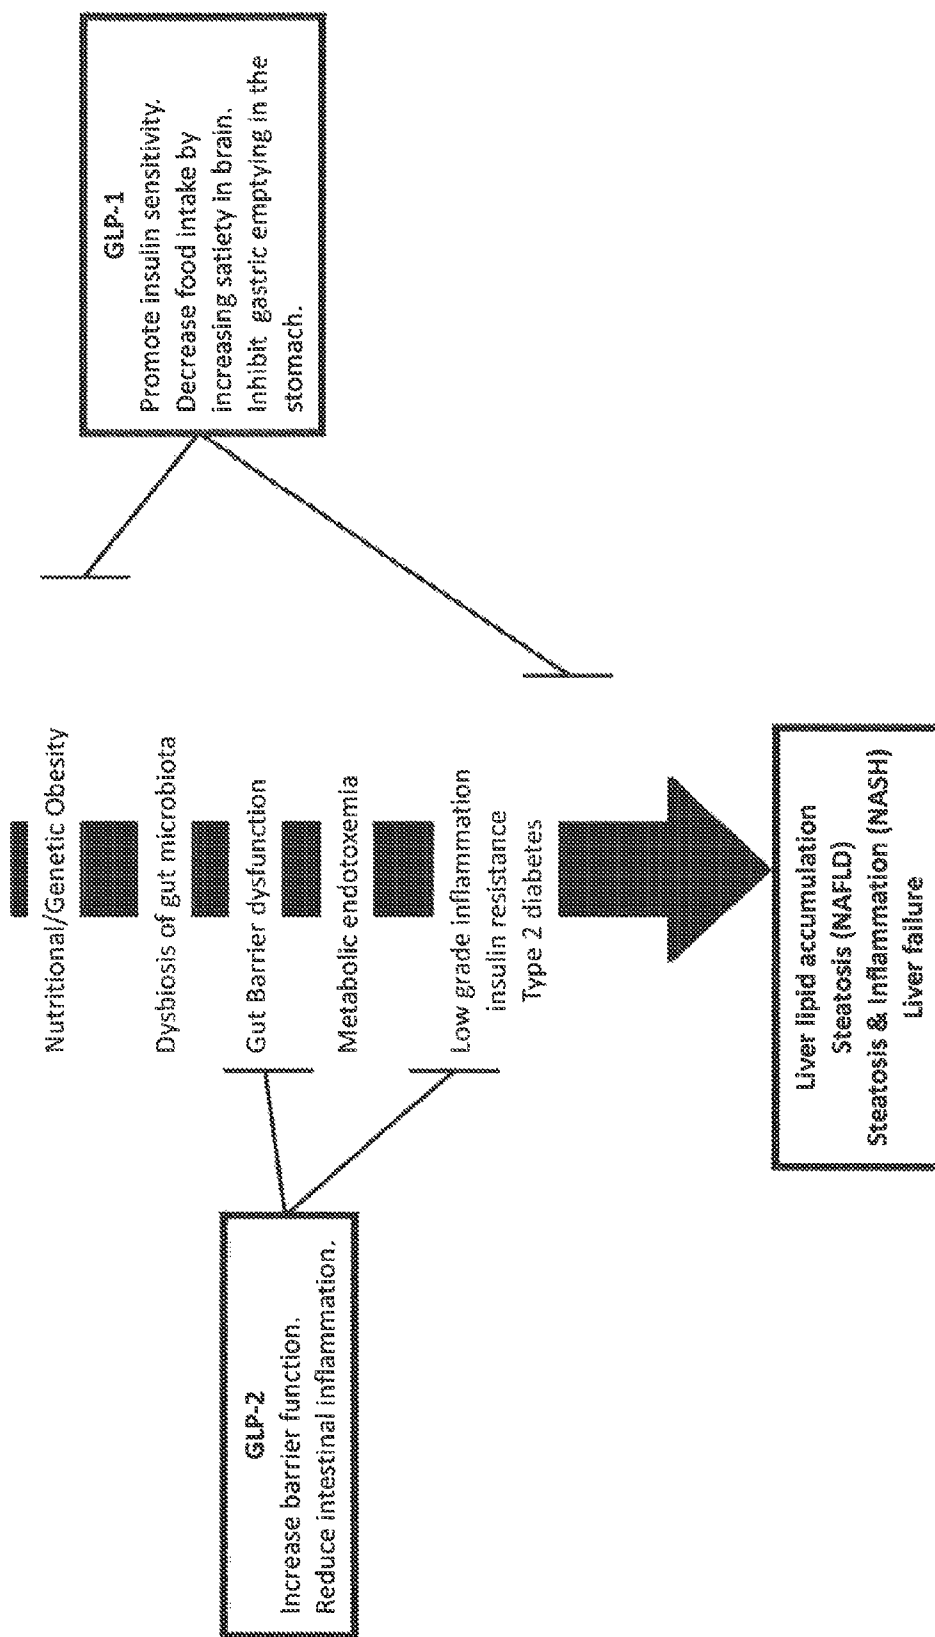 Nutritional/Genetic Obesity
Dysbiosis of gut microbiota
Gut Barrier dysfunction
Metabolic endotoxemia
Low grade inflammation
insulin resistance
Type 2 diabetes
GLP-2
Increase barrier function.
Reduce intestinal inflammation.
GLP-1
Promote insulin sensitivity.
Decrease food intake by
increasing satiety in brain.
Inhibit gastric emptying in the
stomach.
Liver lipid accumulation
Steatosis (NAFLD)
Steatosis & Inflammation (NASH)
Liver failure